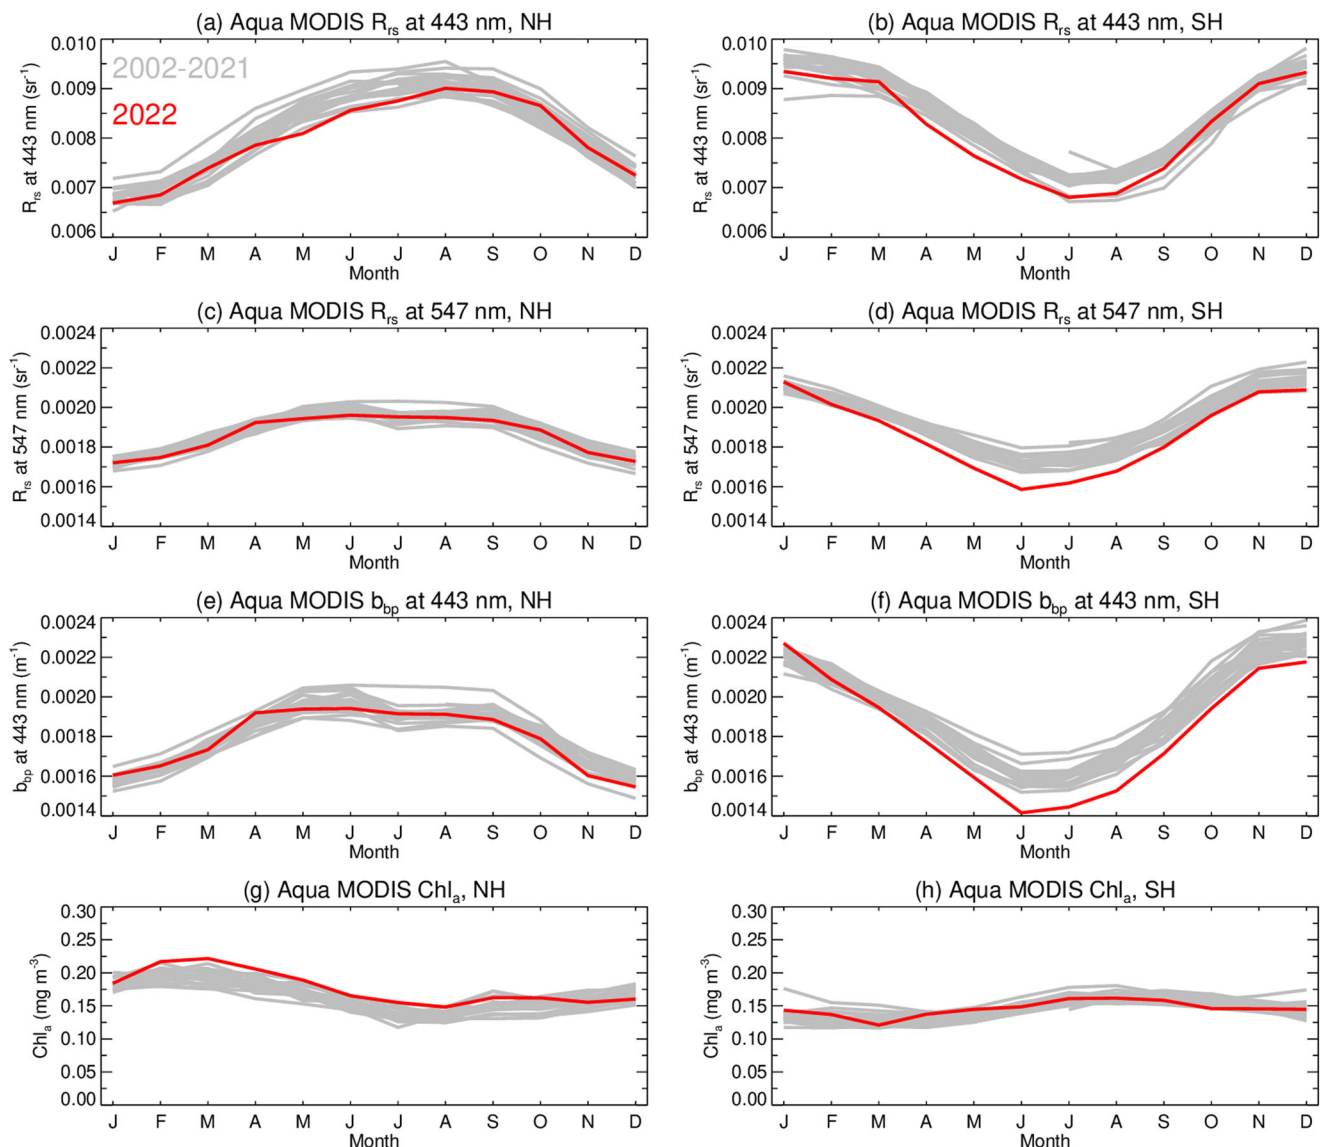 (a) Aqua MODIS Rrs at 443 nm, NH
0.010
0.009
0.008
0.007
0.006
Rrs at 443 nm (sr-1)
2002-2021
2022
J F M A M J J A S O N D
Month
(b) Aqua MODIS Rrs at 443 nm, SH
0.010
0.009
0.008
0.007
0.006
Rrs at 443 nm (sr-1)
J F M A M J J A S O N D
Month
(c) Aqua MODIS Rrs at 547 nm, NH
0.0024
0.0022
0.0020
0.0018
0.0016
0.0014
Rrs at 547 nm (sr-1)
J F M A M J J A S O N D
Month
(d) Aqua MODIS Rrs at 547 nm, SH
0.0024
0.0022
0.0020
0.0018
0.0016
0.0014
Rrs at 547 nm (sr-1)
J F M A M J J A S O N D
Month
(e) Aqua MODIS bbp at 443 nm, NH
0.0024
0.0022
0.0020
0.0018
0.0016
0.0014
bbp at 443 nm (m-1)
J F M A M J J A S O N D
Month
(f) Aqua MODIS bbp at 443 nm, SH
0.0024
0.0022
0.0020
0.0018
0.0016
0.0014
bbp at 443 nm (m-1)
J F M A M J J A S O N D
Month
(g) Aqua MODIS Chla, NH
0.30
0.25
0.20
0.15
0.10
0.05
0.00
Chla (mg m-3)
J F M A M J J A S O N D
Month
(h) Aqua MODIS Chla, SH
0.30
0.25
0.20
0.15
0.10
0.05
0.00
Chla (mg m-3)
J F M A M J J A S O N D
Month